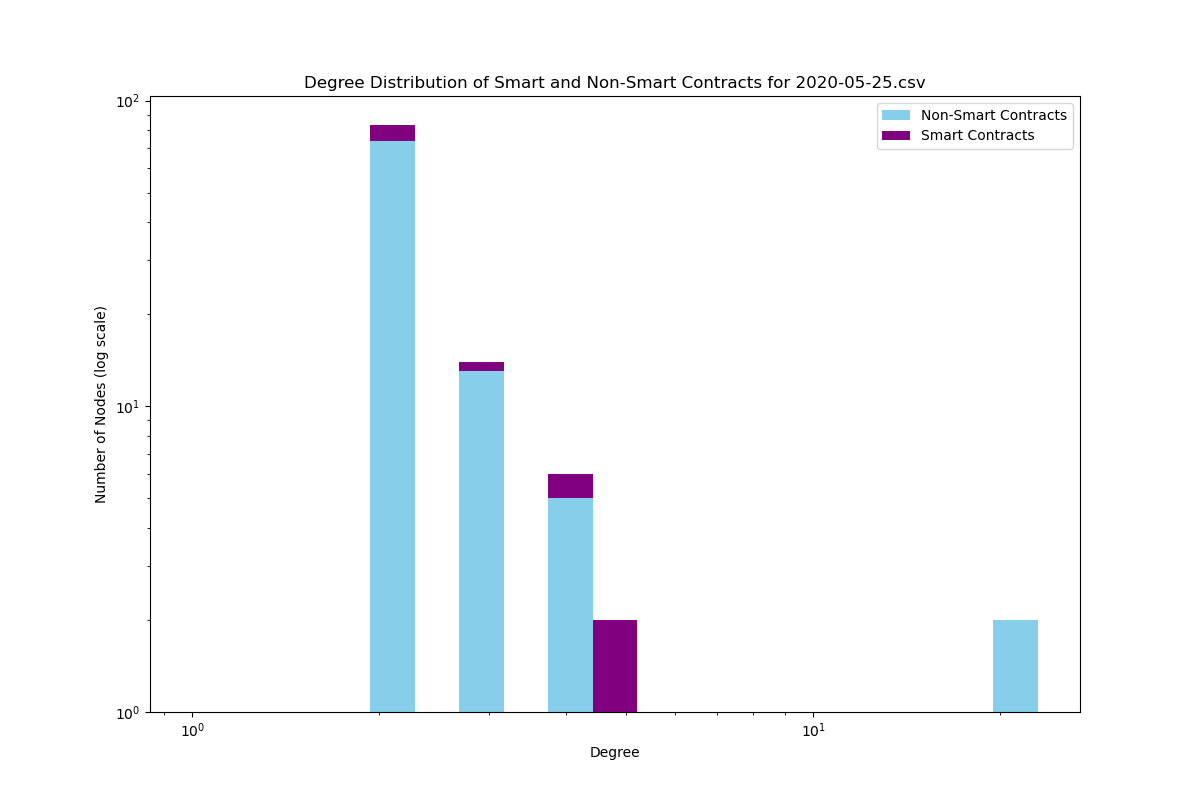 Degree Distribution of Smart and Non-Smart Contracts for 2020-05-25.csv
Non-Smart Contracts
Smart Contracts
Number of Nodes (log scale)
10²
10¹
10⁰
10⁰ 10¹
Degree